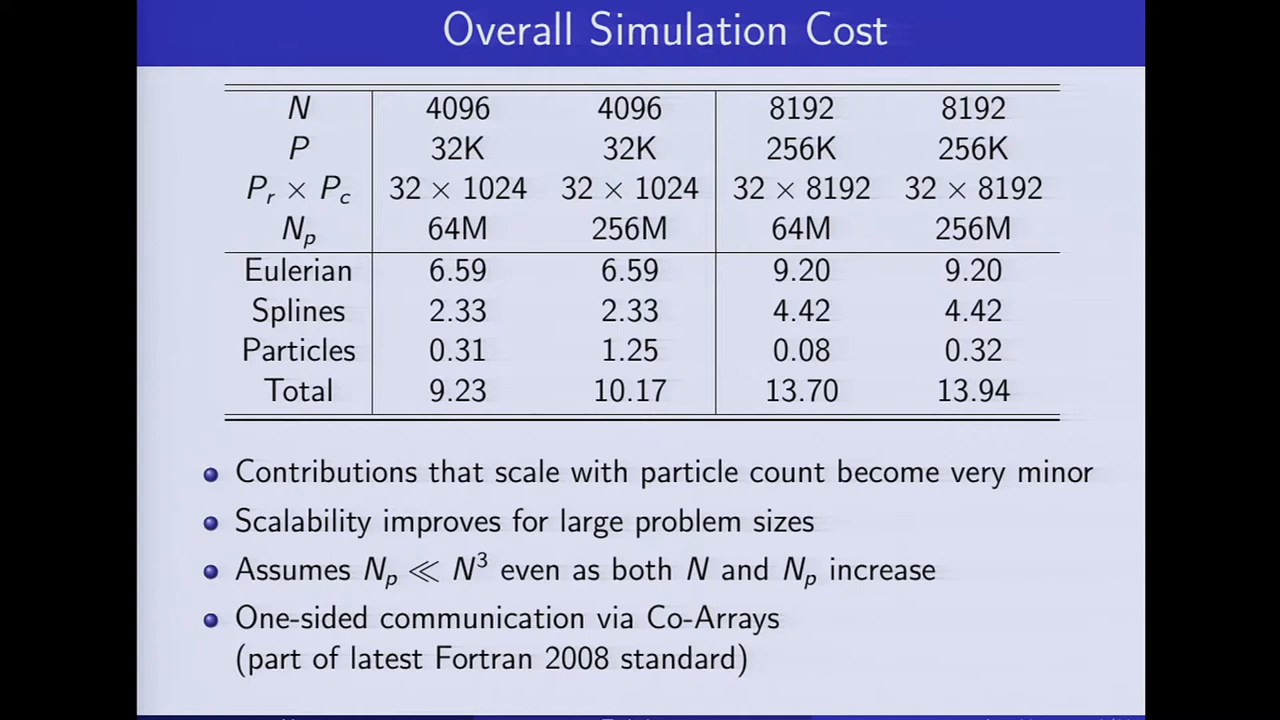 Overall Simulation Cost
N 4096 4096 8192 8192
P 32K 32K 256K 256K
Pr × Pc 32 × 1024 32 × 1024 32 × 8192 32 × 8192
Np 64M 256M 64M 256M
Eulerian 6.59 6.59 9.20 9.20
Splines 2.33 2.33 4.42 4.42
Particles 0.31 1.25 0.08 0.32
Total 9.23 10.17 13.70 13.94
Contributions that scale with particle count become very minor
Scalability improves for large problem sizes
Assumes Np ≪ N³ even as both N and Np increase
One-sided communication via Co-Arrays
(part of latest Fortran 2008 standard)